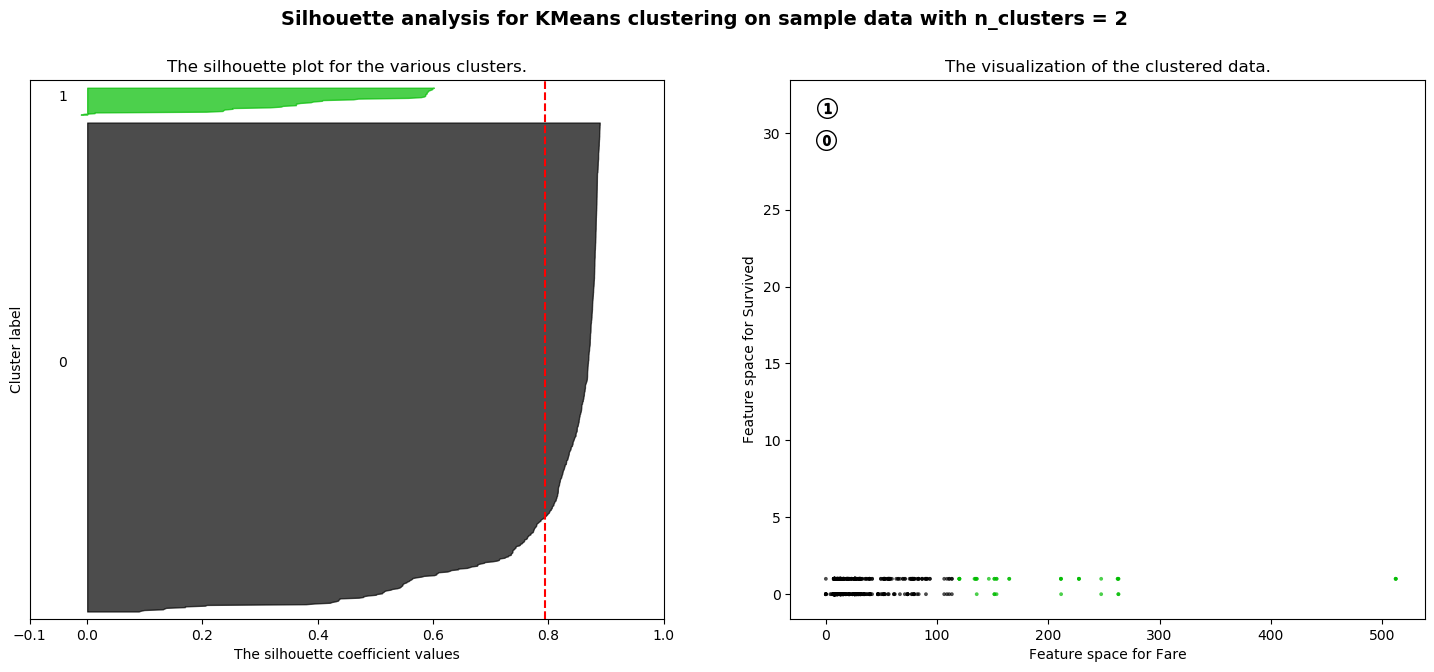 Silhouette analysis for KMeans clustering on sample data with n_clusters = 2
The silhouette plot for the various clusters.
1
0
Cluster label
−0.1 0.0 0.2 0.4 0.6 0.8 1.0
The silhouette coefficient values
The visualization of the clustered data.
1
0
30
25
20
15
10
5
0
Feature space for Survived
0 100 200 300 400 500
Feature space for Fare